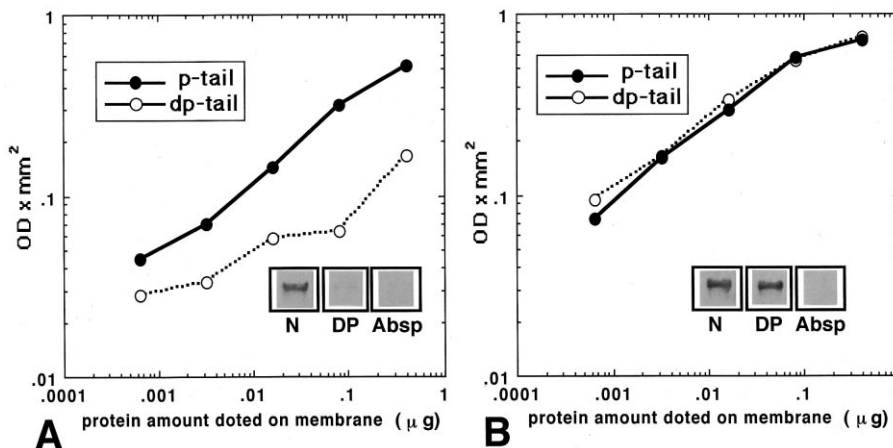 1
p-tail
dp-tail
OD x mm2
.1
N DP Absp
.01
.0001 .001 .01 .1 1
A protein amount doted on membrane ( μ g)
1
p-tail
dp-tail
OD x mm2
.1
N DP Absp
.01
.0001 .001 .01 .1 1
B protein amount doted on membrane ( μ g)